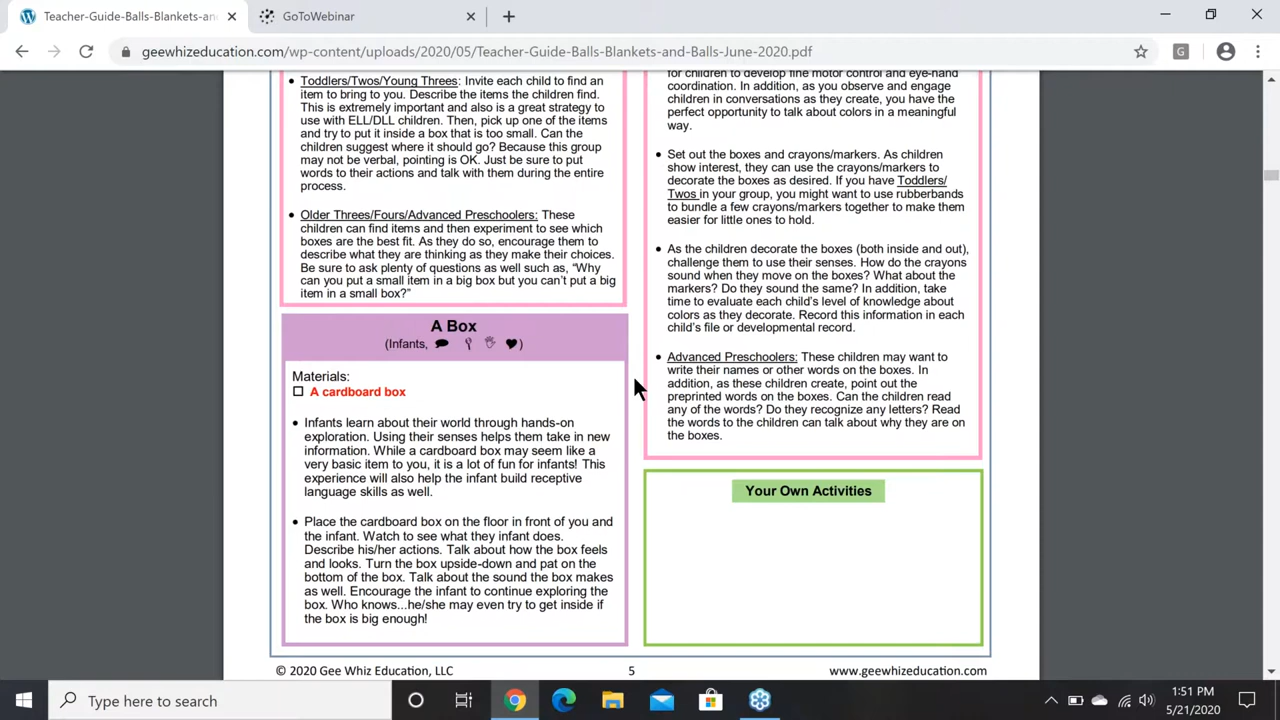 Teacher-Guide-Balls-Blankets-an
GoToWebinar
geewhizeducation.com/wp-content/uploads/2020/05/Teacher-Guide-Balls-Blankets-and-Balls-June-2020.pdf
G
• Toddlers/Twos/Young Threes: Invite each child to find an
item to bring to you. Describe the items the children find.
This is extremely important and also is a great strategy to
use with ELL/DLL children. Then, pick up one of the items
and try to put it inside a box that is too small. Can the
children suggest where it should go? Because this group
may not be verbal, pointing is OK. Just be sure to put
words to their actions and talk with them during the entire
process.
• Older Threes/Fours/Advanced Preschoolers: These
children can find items and then experiment to see which
boxes are the best fit. As they do so, encourage them to
describe what they are thinking as they make their choices.
Be sure to ask plenty of questions as well such as, “Why
can you put a small item in a big box but you can’t put a big
item in a small box?”
A Box
(Infants, )
Materials:
A cardboard box
• Infants learn about their world through hands-on
exploration. Using their senses helps them take in new
information. While a cardboard box may seem like a
very basic item to you, it is a lot of fun for infants! This
experience will also help the infant build receptive
language skills as well.
• Place the cardboard box on the floor in front of you and
the infant. Watch to see what they infant does.
Describe his/her actions. Talk about how the box feels
and looks. Turn the box upside-down and pat on the
bottom of the box. Talk about the sound the box makes
as well. Encourage the infant to continue exploring the
box. Who knows...he/she may even try to get inside if
the box is big enough!
for children to develop fine motor control and eye-hand
coordination. In addition, as you observe and engage
children in conversations as they create, you have the
perfect opportunity to talk about colors in a meaningful
way.
• Set out the boxes and crayons/markers. As children
show interest, they can use the crayons/markers to
decorate the boxes as desired. If you have Toddlers/
Twos in your group, you might want to use rubberbands
to bundle a few crayons/markers together to make them
easier for little ones to hold.
• As the children decorate the boxes (both inside and out),
challenge them to use their senses. How do the crayons
sound when they move on the boxes? What about the
markers? Do they sound the same? In addition, take
time to evaluate each child’s level of knowledge about
colors as they decorate. Record this information in each
child’s file or developmental record.
• Advanced Preschoolers: These children may want to
write their names or other words on the boxes. In
addition, as these children create, point out the
preprinted words on the boxes. Can the children read
any of the words? Do they recognize any letters? Read
the words to the children can talk about why they are on
the boxes.
Your Own Activities
© 2020 Gee Whiz Education, LLC
5
www.geewhizeducation.com
Type here to search
1:51 PM
5/21/2020